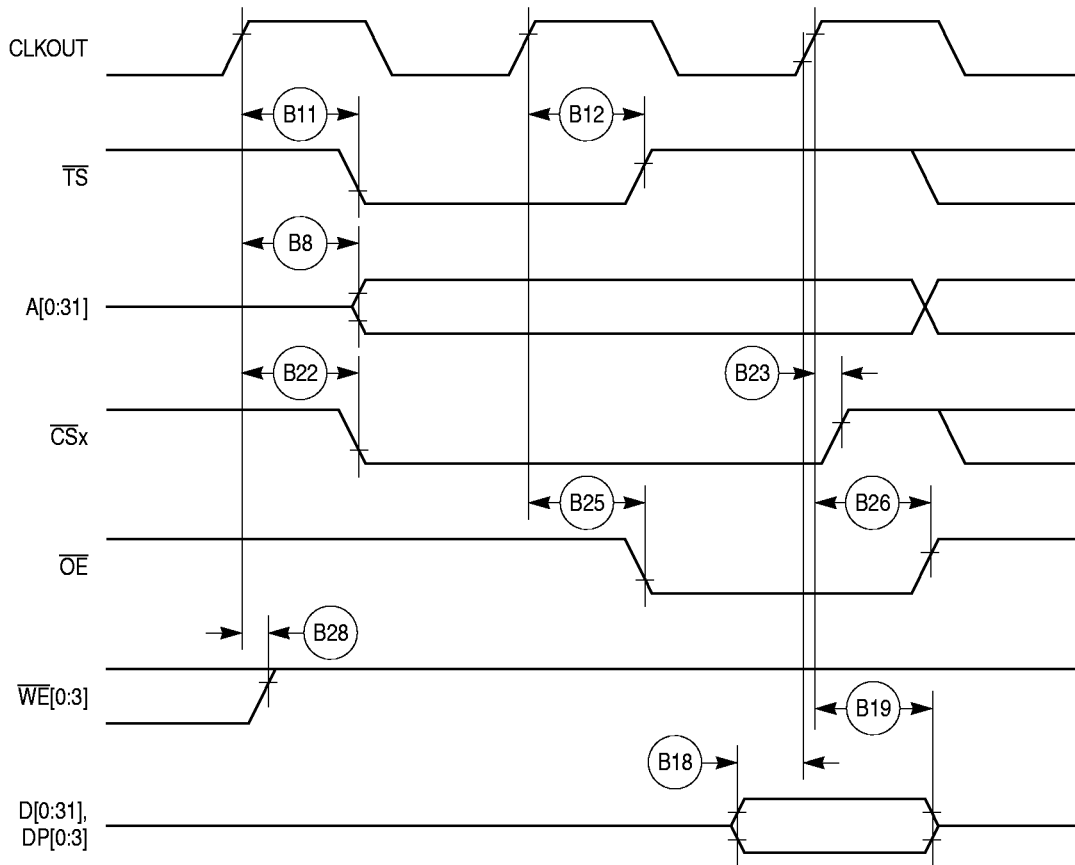 CLKOUT
B11
B12
TS
B8
A[0:31]
B22
B23
CSx
B25
B26
OE
B28
WE[0:3]
B19
B18
D[0:31],
DP[0:3]